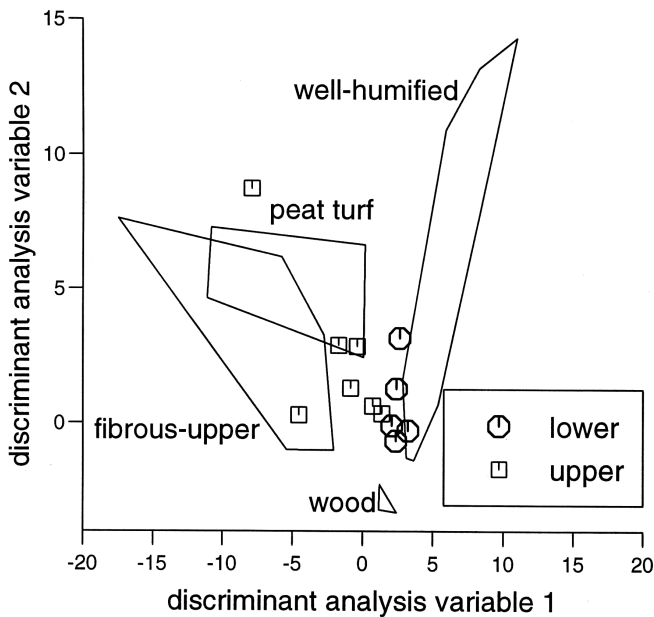 15
10
5
0
-20
-15
-10
-5
0
5
10
15
20
discriminant analysis variable 2
discriminant analysis variable 1
well-humified
peat turf
fibrous-upper
wood
lower
upper